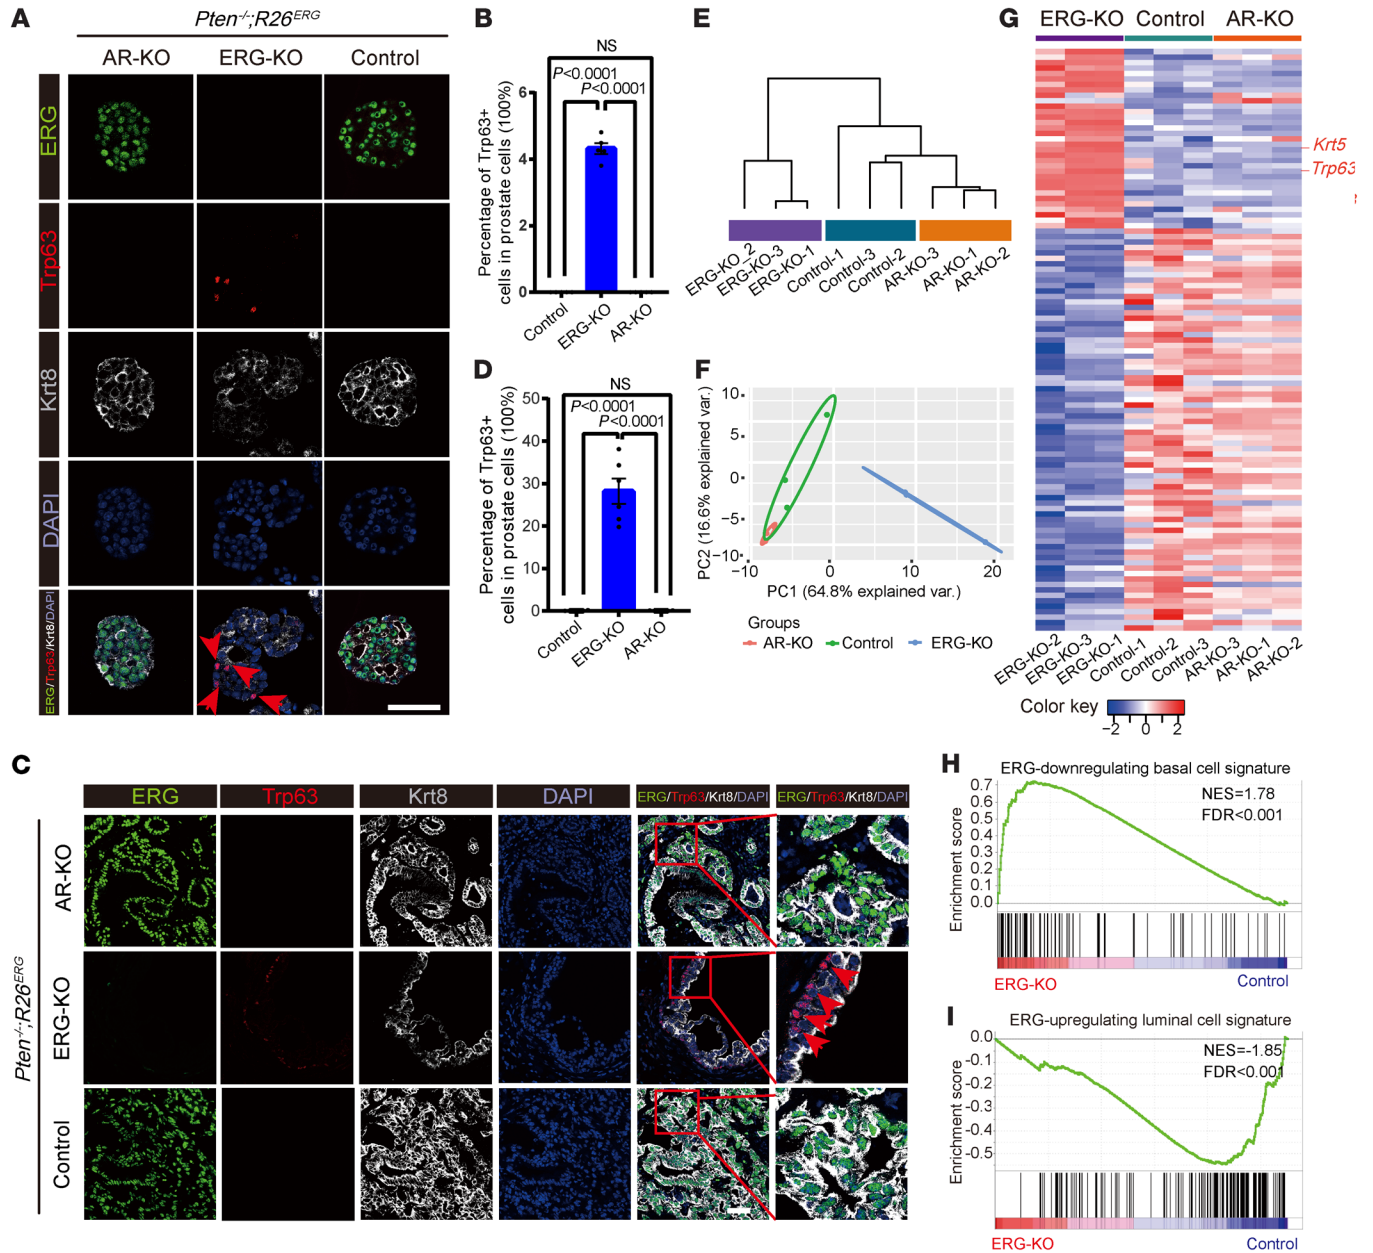 A
Pten-/-;R26ERG
AR-KO
ERG-KO
Control
ERG
Trp63
Krt8
DAPI
ERG/Trp63/Krt8/DAPI
B
NS
P<0.0001
P<0.0001
Percentage of Trp63+
cells in prostate cells (100%)
6
4
2
0
Control
ERG-KO
AR-KO
D
NS
P<0.0001
P<0.0001
Percentage of Trp63+
cells in prostate cells (100%)
50
40
30
20
10
0
Control
ERG-KO
AR-KO
E
ERG-KO_2
ERG-KO-3
ERG-KO-1
Control-1
Control-3
Control-2
AR-KO-3
AR-KO-1
AR-KO-2
F
PC2 (16.6% explained var.)
10
5
0
−5
−10
−10
0
10
20
PC1 (64.8% explained var.)
Groups
AR-KO
Control
ERG-KO
G
ERG-KO
Control
AR-KO
Krt5
Trp63
ERG-KO-2
ERG-KO-3
ERG-KO-1
Control-1
Control-2
Control-3
AR-KO-3
AR-KO-1
AR-KO-2
Color key
−2
0
2
C
ERG
Trp63
Krt8
DAPI
ERG/Trp63/Krt8/DAPI
ERG/Trp63/Krt8/DAPI
Pten-/-;R26ERG
AR-KO
ERG-KO
Control
H
ERG-downregulating basal cell signature
NES=1.78
FDR<0.001
Enrichment score
0.7
0.6
0.5
0.4
0.3
0.2
0.1
0.0
ERG-KO
Control
I
ERG-upregulating luminal cell signature
NES=-1.85
FDR<0.001
Enrichment score
0.0
-0.1
-0.2
-0.3
-0.4
-0.5
ERG-KO
Control